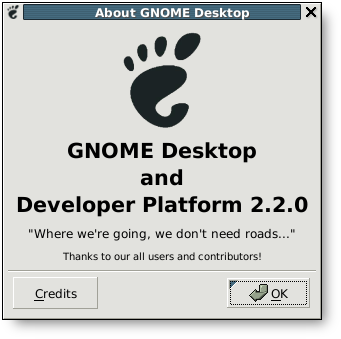 About GNOME Desktop
GNOME Desktop
and
Developer Platform 2.2.0
"Where we're going, we don't need roads..."
Thanks to our all users and contributors!
Credits
OK